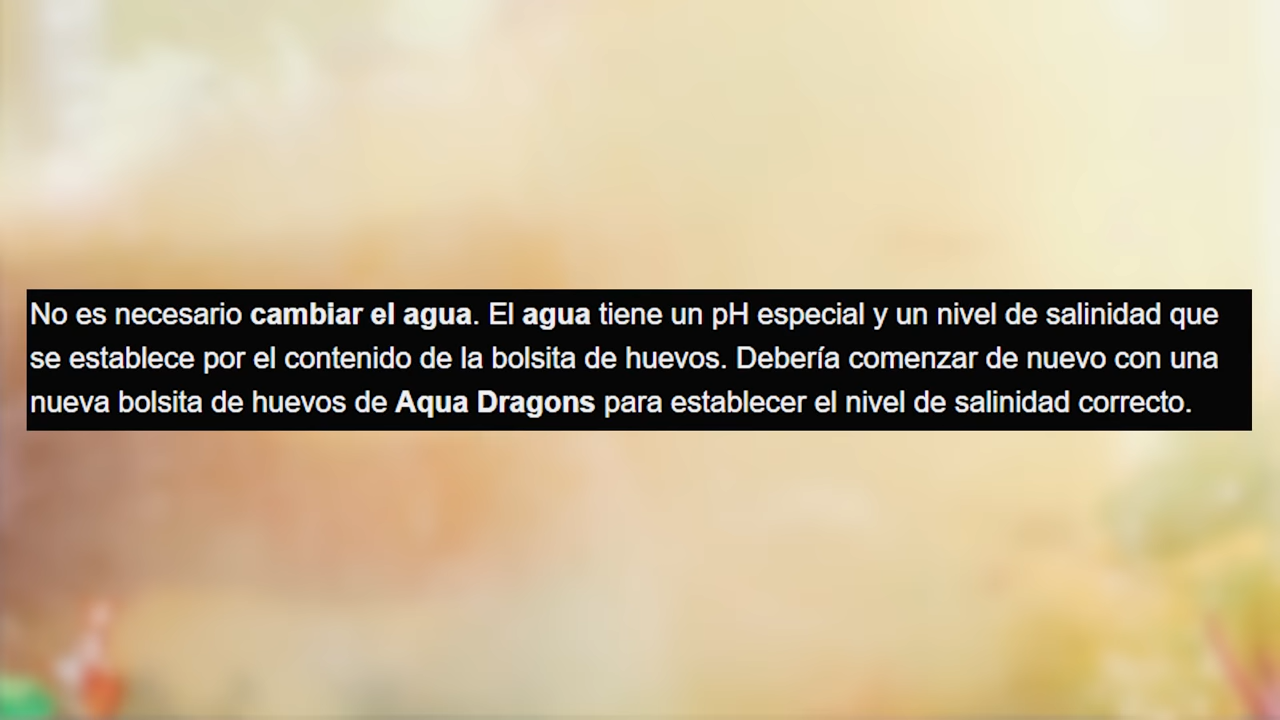 No es necesario cambiar el agua. El agua tiene un pH especial y un nivel de salinidad que
se establece por el contenido de la bolsita de huevos. Debería comenzar de nuevo con una
nueva bolsita de huevos de Aqua Dragons para establecer el nivel de salinidad correcto.